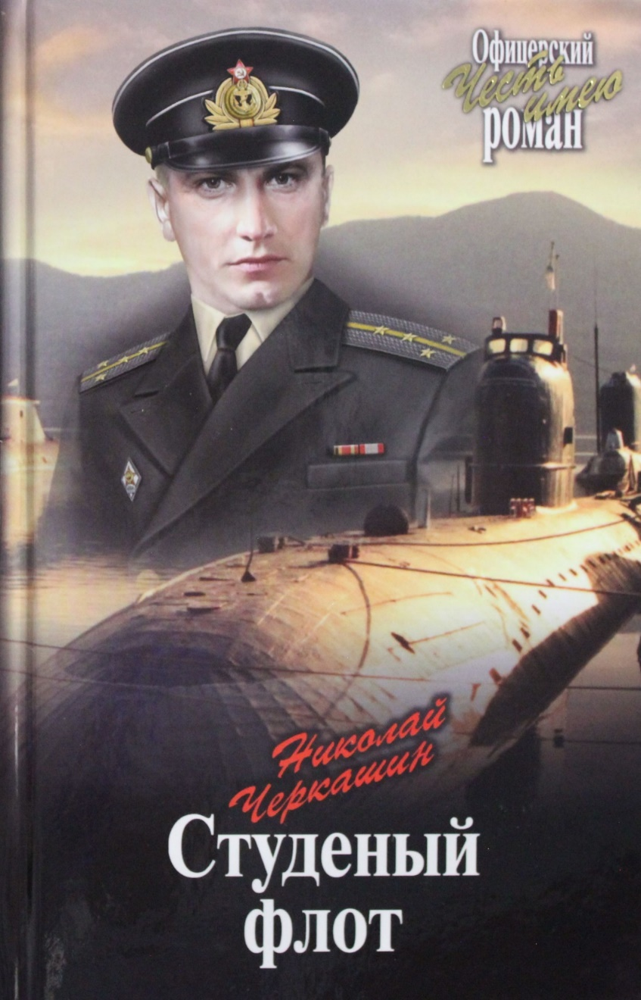 Офицерский
Честь
имею
роман
Николай
Черкашин
Студеный
флот